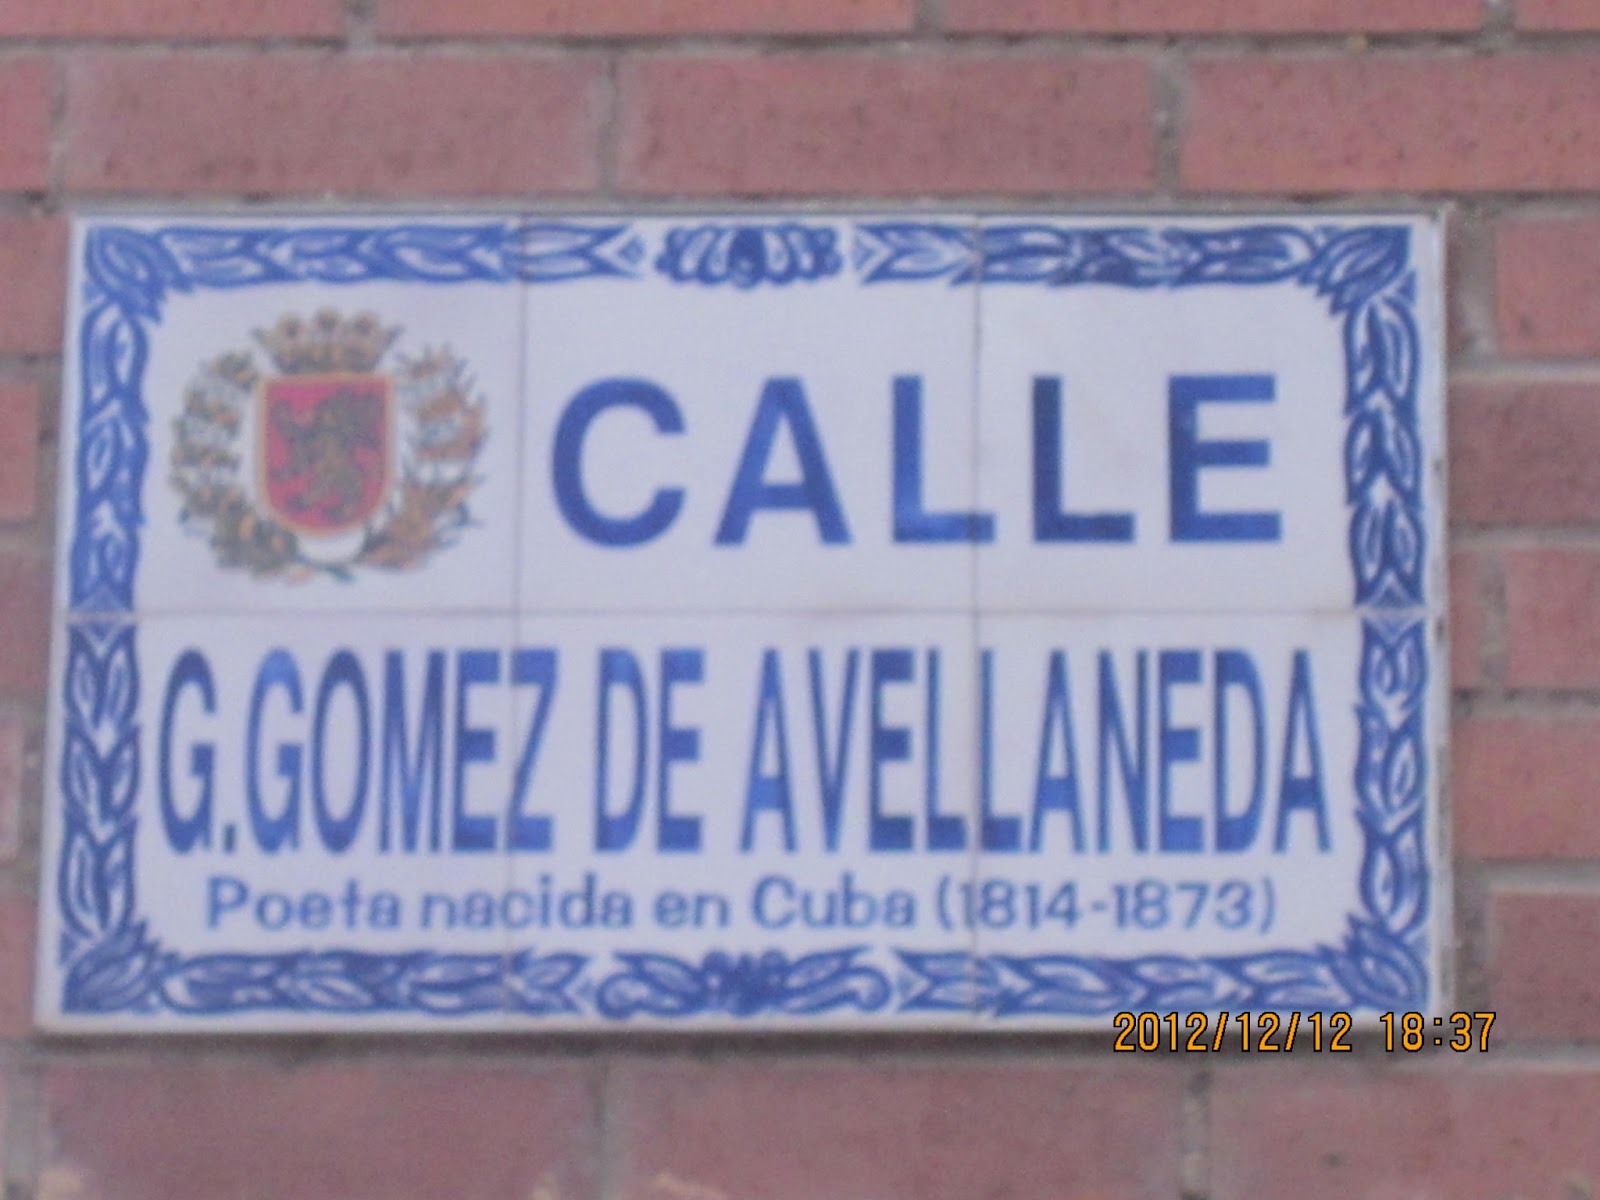 CALLE
G.GOMEZ DE AVELLANEDA
Poeta nacida en Cuba (1814-1873)
2012/12/12 18:37